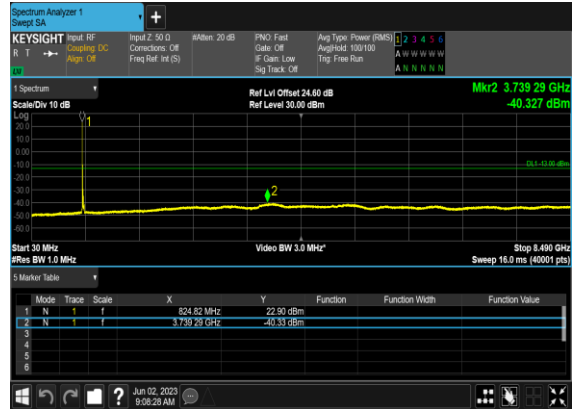 Spectrum Analyzer 1
Swept SA
+
KEYSIGHT Input: RF Input Z: 50 Ω #Atten: 20 dB PNO: Fast Avg Type: Power (RMS) 1 2 3 4 5 6
R T Coupling: DC Corrections: Off Gate: Off Avg|Hold: 100/100 A W W W W W
Align: Off Freq Ref: Int (S) IF Gain: Low Trig: Free Run
Sig Track: Off A N N N N N
1 Spectrum Ref Lvl Offset 24.60 dB Mkr2 3.739 29 GHz
Scale/Div 10 dB Ref Level 30.00 dBm -40.327 dBm
Log
1
20.0
10.0
0.00
-10.0
DL1 -13.00 dBm
-20.0
-30.0
2
-40.0
-50.0
-60.0
Start 30 MHz Video BW 3.0 MHz* Stop 8.490 GHz
#Res BW 1.0 MHz Sweep 16.0 ms (40001 pts)
5 Marker Table
Mode Trace Scale X Y Function Function Width Function Value
1 N 1 f 824.82 MHz 22.90 dBm
2 N 1 f 3.739 29 GHz -40.33 dBm
3
4
5
6
? Jun 02, 2023
9:08:28 AM